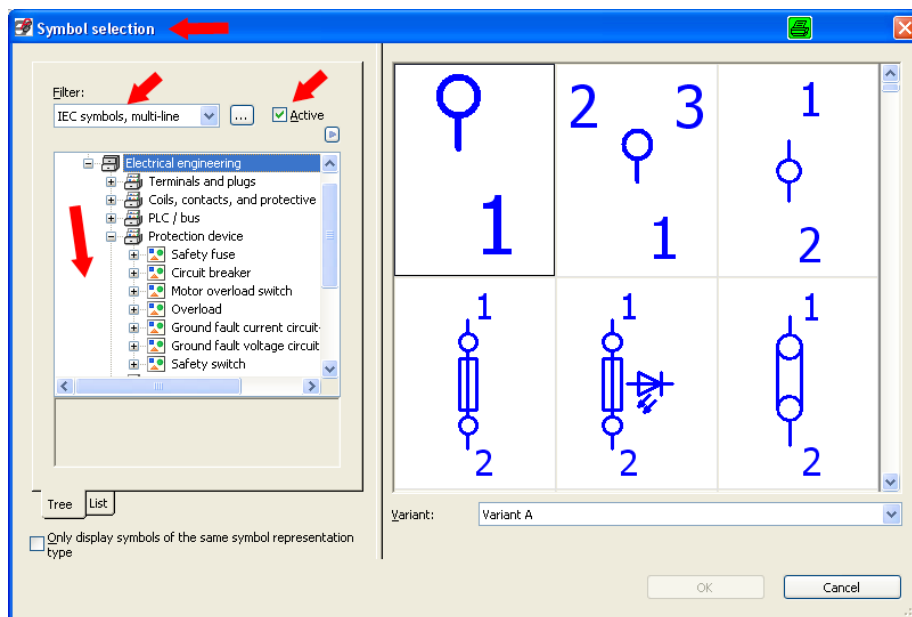 Symbol selection
Filter:
IEC symbols, multi-line
...
Active
Electrical engineering
Terminals and plugs
Coils, contacts, and protective
PLC / bus
Protection device
Safety fuse
Circuit breaker
Motor overload switch
Overload
Ground fault current circuit-
Ground fault voltage circuit
Safety switch
Tree
List
Only display symbols of the same symbol representation
type
1
2 3
1
1
2
1
2
1
2
1
2
Variant:
Variant A
OK
Cancel